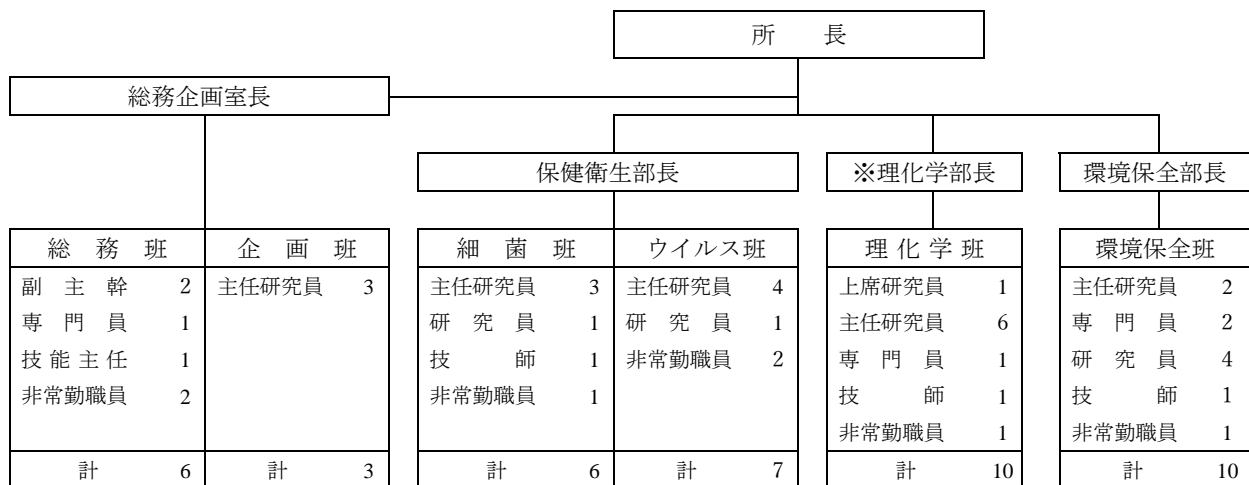 所 長
総務企画室長
保健衛生部長 ※理化学部長 環境保全部長
総 務 班 企 画 班 細 菌 班 ウイルス班 理 化 学 班 環境保全班
副 主 幹 2 主任研究員 3 主任研究員 3 主任研究員 4 上席研究員 1 主任研究員 2
専 門 員 1 研 究 員 1 研 究 員 1 主任研究員 6 専 門 員 2
技 能 主 任 1 技 師 1 非常勤職員 2 専 門 員 1 研 究 員 4
非常勤職員 2 非常勤職員 1 技 師 1 技 師 1
非常勤職員 1 非常勤職員 1
計 6 計 3 計 6 計 7 計 10 計 10